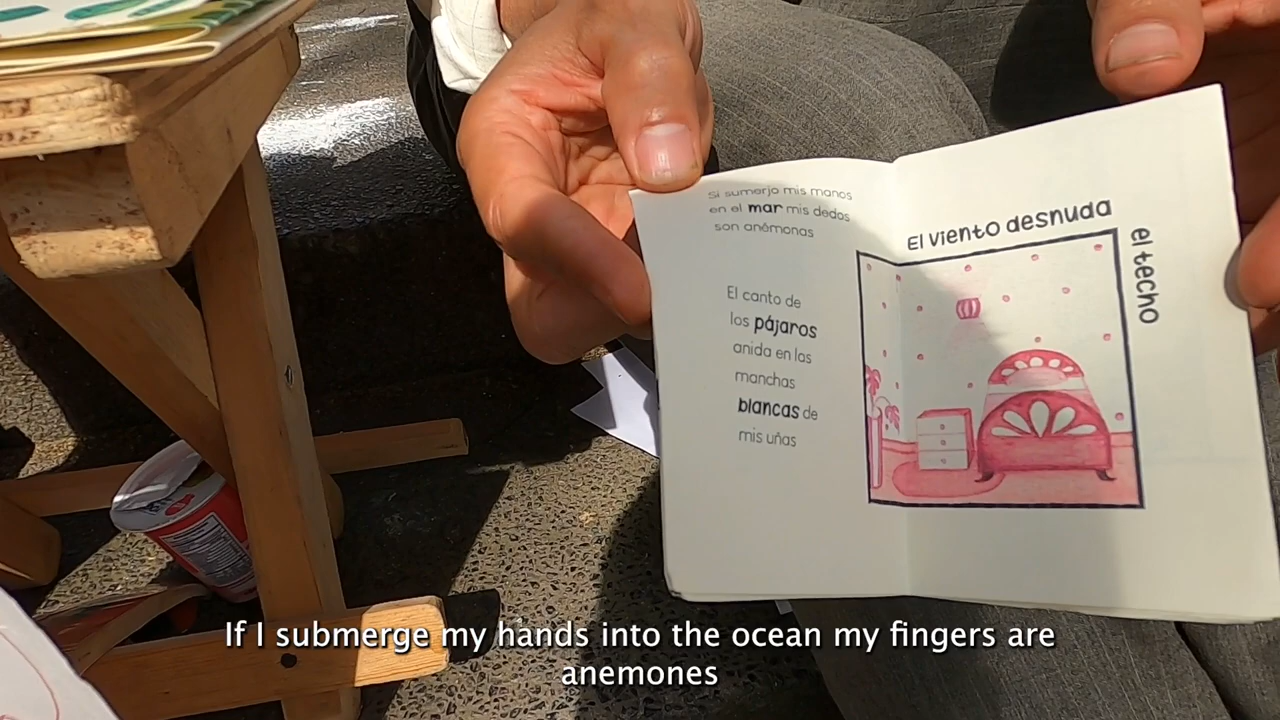 Si sumerjo mis manos
en el mar mis dedos
son anémonas
El canto de
los pájaros
anida en las
manchas
blancas de
mis uñas
El viento desnuda
el techo
If I submerge my hands into the ocean my fingers are
anemones